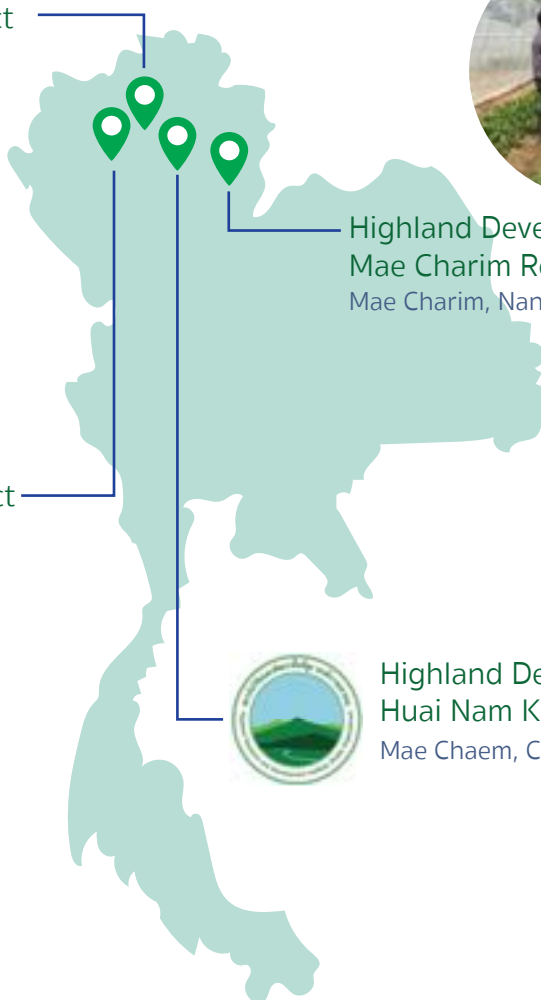 ct
Highland Deve
Mae Charim R
Mae Charim, Nan
ct
Highland De
Huai Nam K
Mae Chaem, C